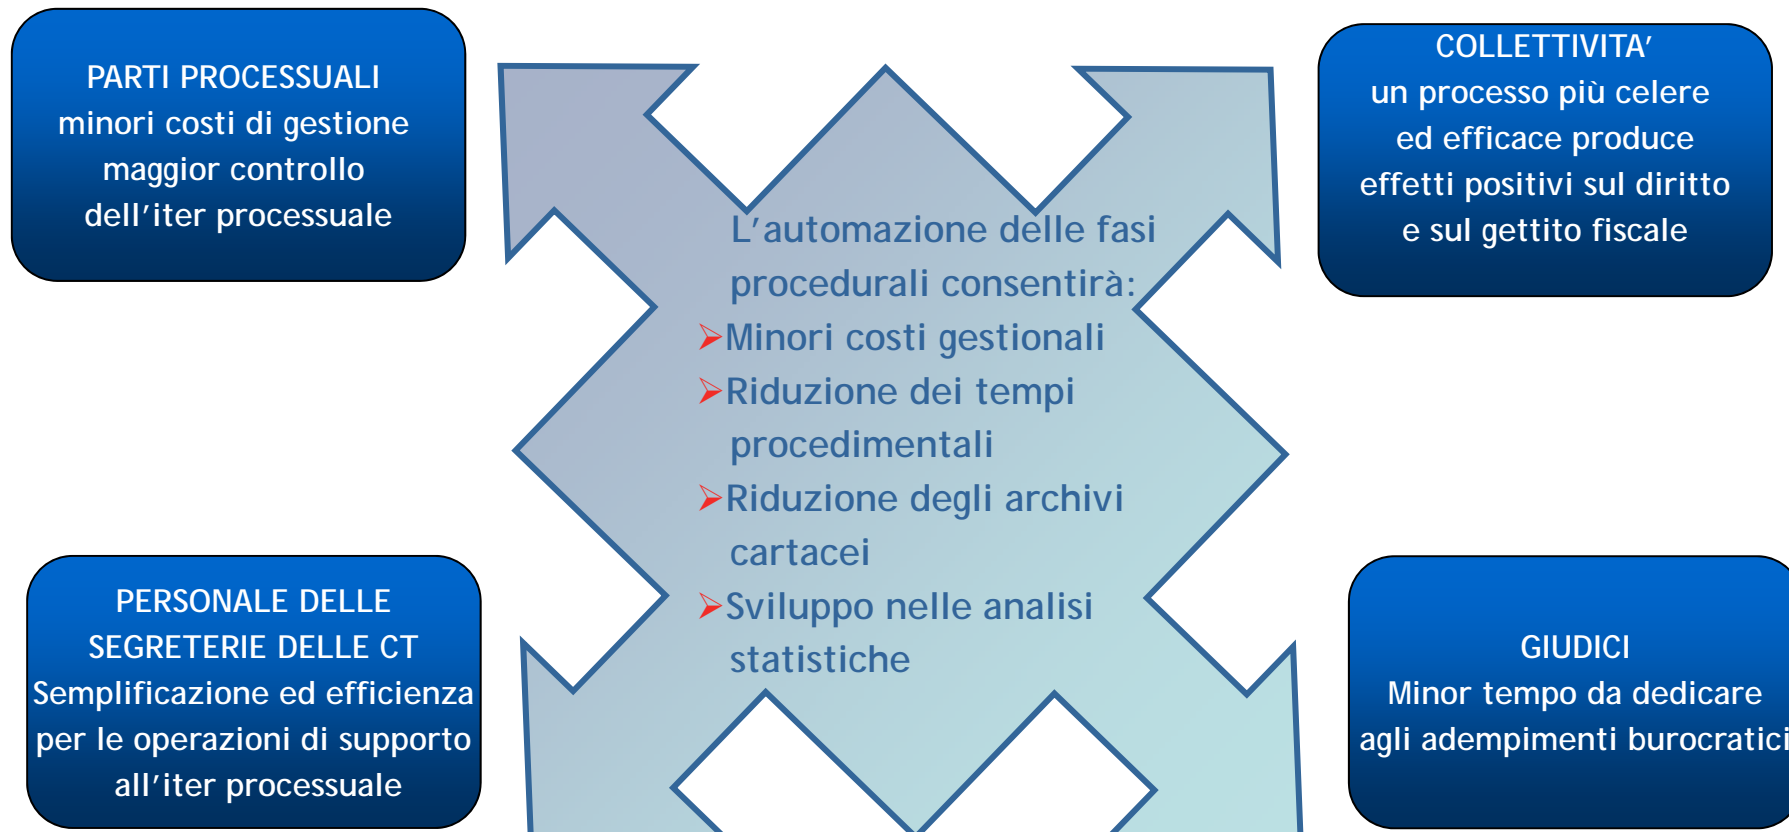 PARTI PROCESSUALI
minori costi di gestione
maggior controllo
dell'iter processuale
COLLETTIVITA'
un processo più celere
ed efficace produce
effetti positivi sul diritto
e sul gettito fiscale
L'automazione delle fasi
procedurali consentirà:
➢Minori costi gestionali
➢Riduzione dei tempi
procedimentali
➢Riduzione degli archivi
cartacei
➢Sviluppo nelle analisi
statistiche
PERSONALE DELLE
SEGRETERIE DELLE CT
Semplificazione ed efficienza
per le operazioni di supporto
all'iter processuale
GIUDICI
Minor tempo da dedicare
agli adempimenti burocratici